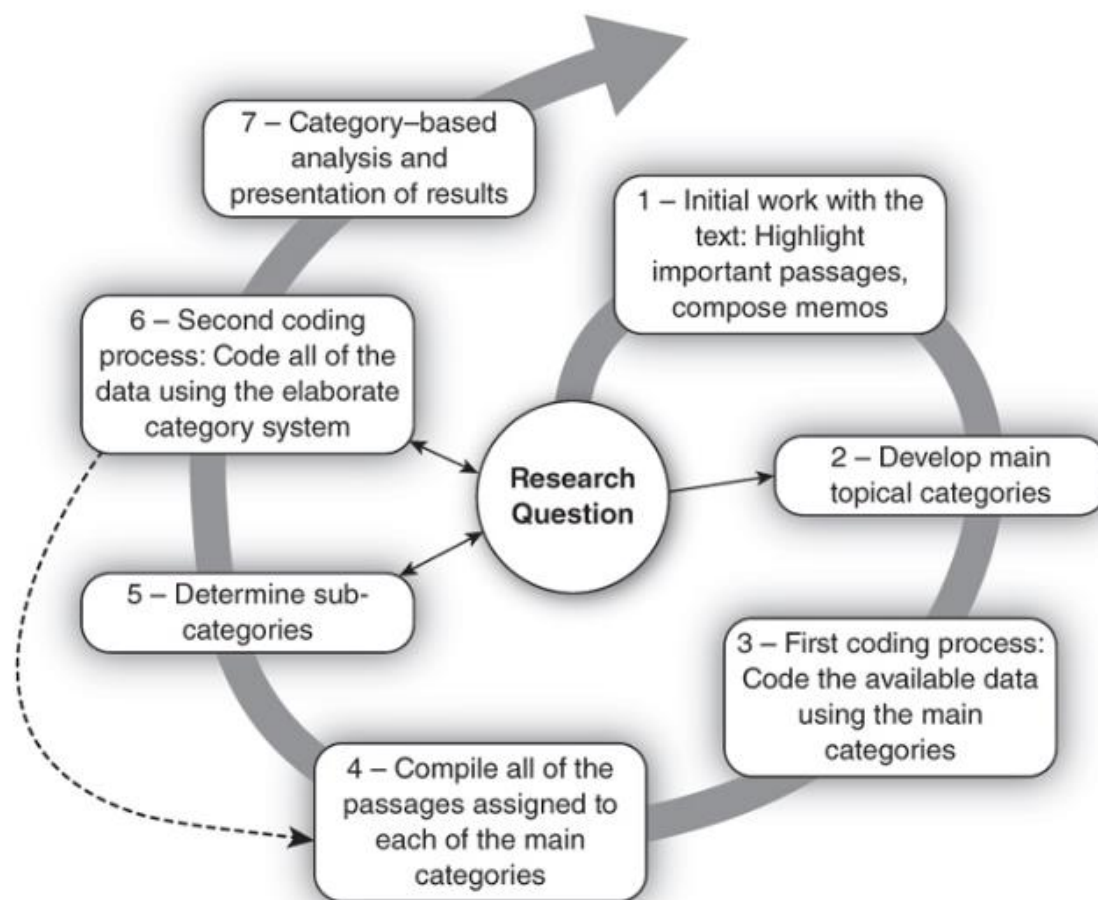 7 – Category–based
analysis and
presentation of results
1 – Initial work with the
text: Highlight
important passages,
compose memos
6 – Second coding
process: Code all of the
data using the elaborate
category system
Research
Question
2 – Develop main
topical categories
5 – Determine sub-
categories
3 – First coding process:
Code the available data
using the main
categories
4 – Compile all of the
passages assigned to
each of the main
categories